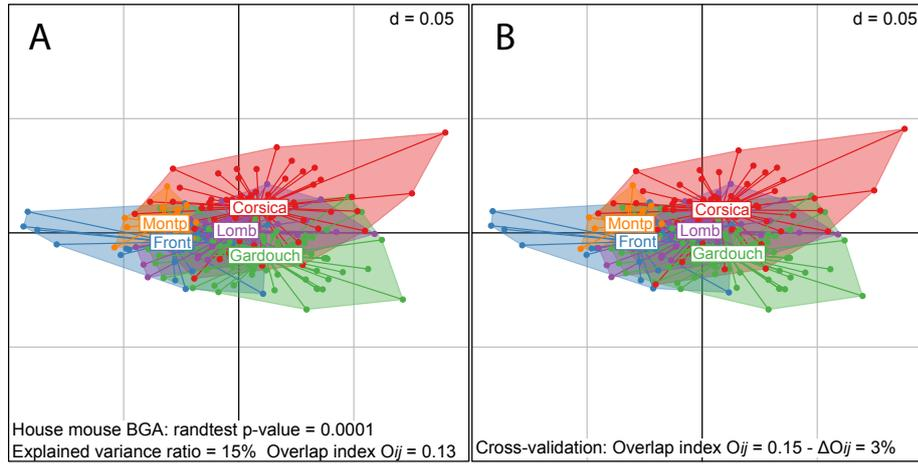 A
d = 0.05
Corsica
Montp
Lomb
Front
Gardouch
House mouse BGA: randtest p-value = 0.0001
Explained variance ratio = 15% Overlap index Oij = 0.13
B
d = 0.05
Corsica
Montp
Lomb
Front
Gardouch
Cross-validation: Overlap index Oij = 0.15 - ΔOij = 3%